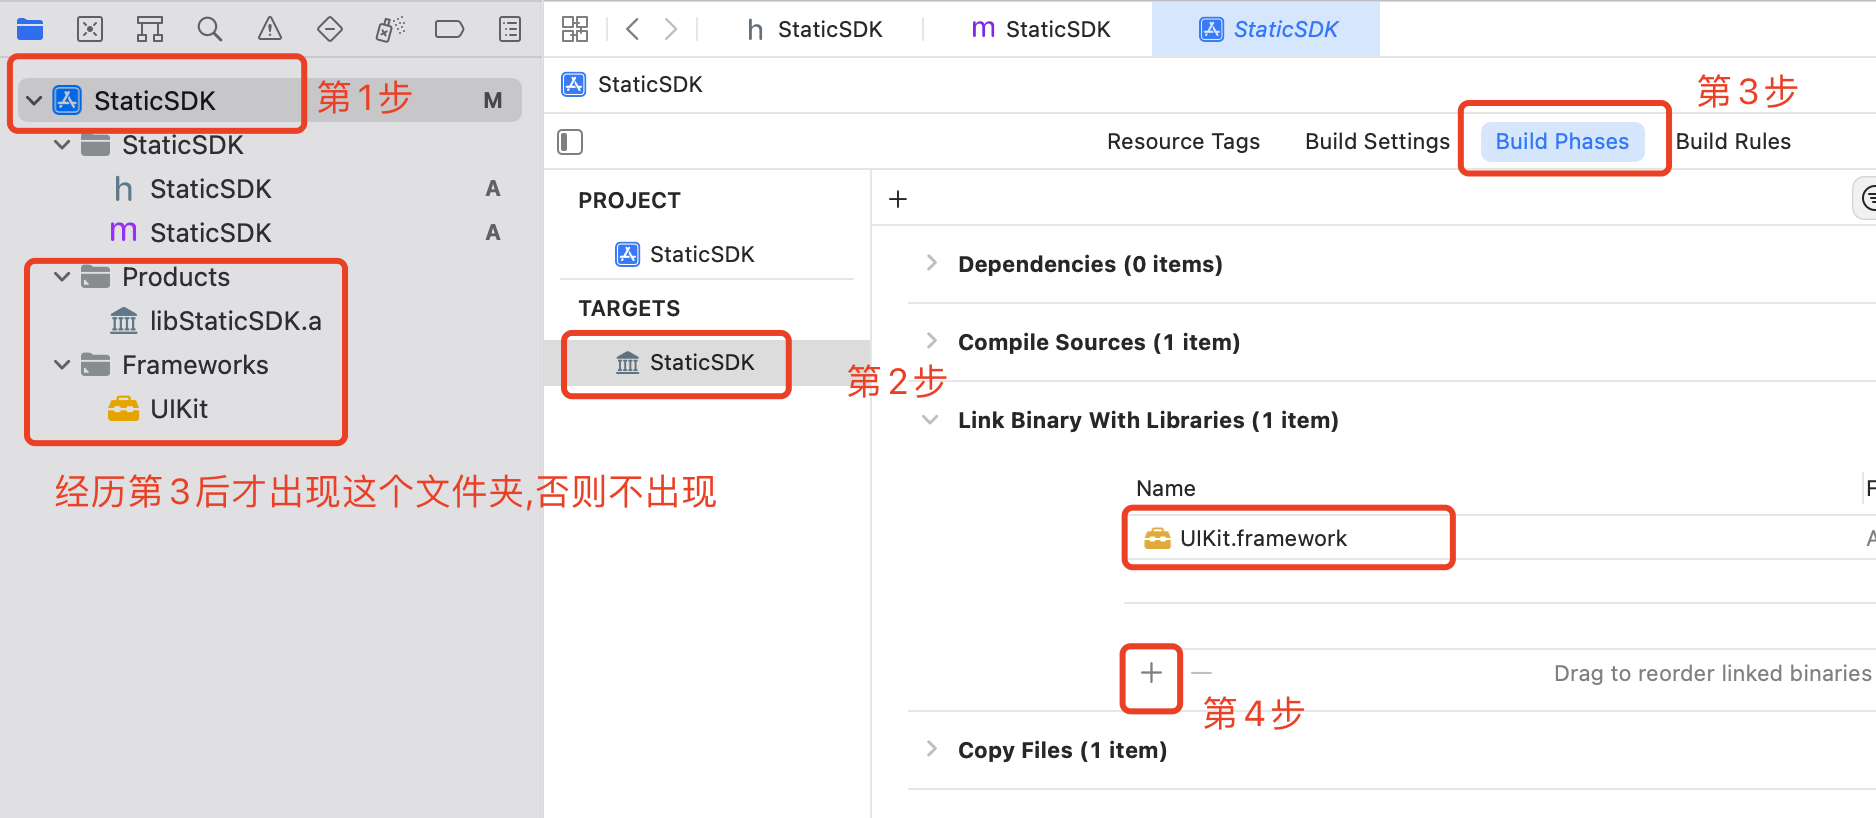 StaticSDK
第1步
M
StaticSDK
h StaticSDK
A
m StaticSDK
A
Products
libStaticSDK.a
Frameworks
UIKit
经历第3后才出现这个文件夹,否则不出现
h StaticSDK
m StaticSDK
StaticSDK
StaticSDK
第3步
Resource Tags
Build Settings
Build Phases
Build Rules
PROJECT
StaticSDK
TARGETS
StaticSDK
第2步
Dependencies (0 items)
Compile Sources (1 item)
Link Binary With Libraries (1 item)
Name
UIKit.framework
Drag to reorder linked binaries
第4步
Copy Files (1 item)